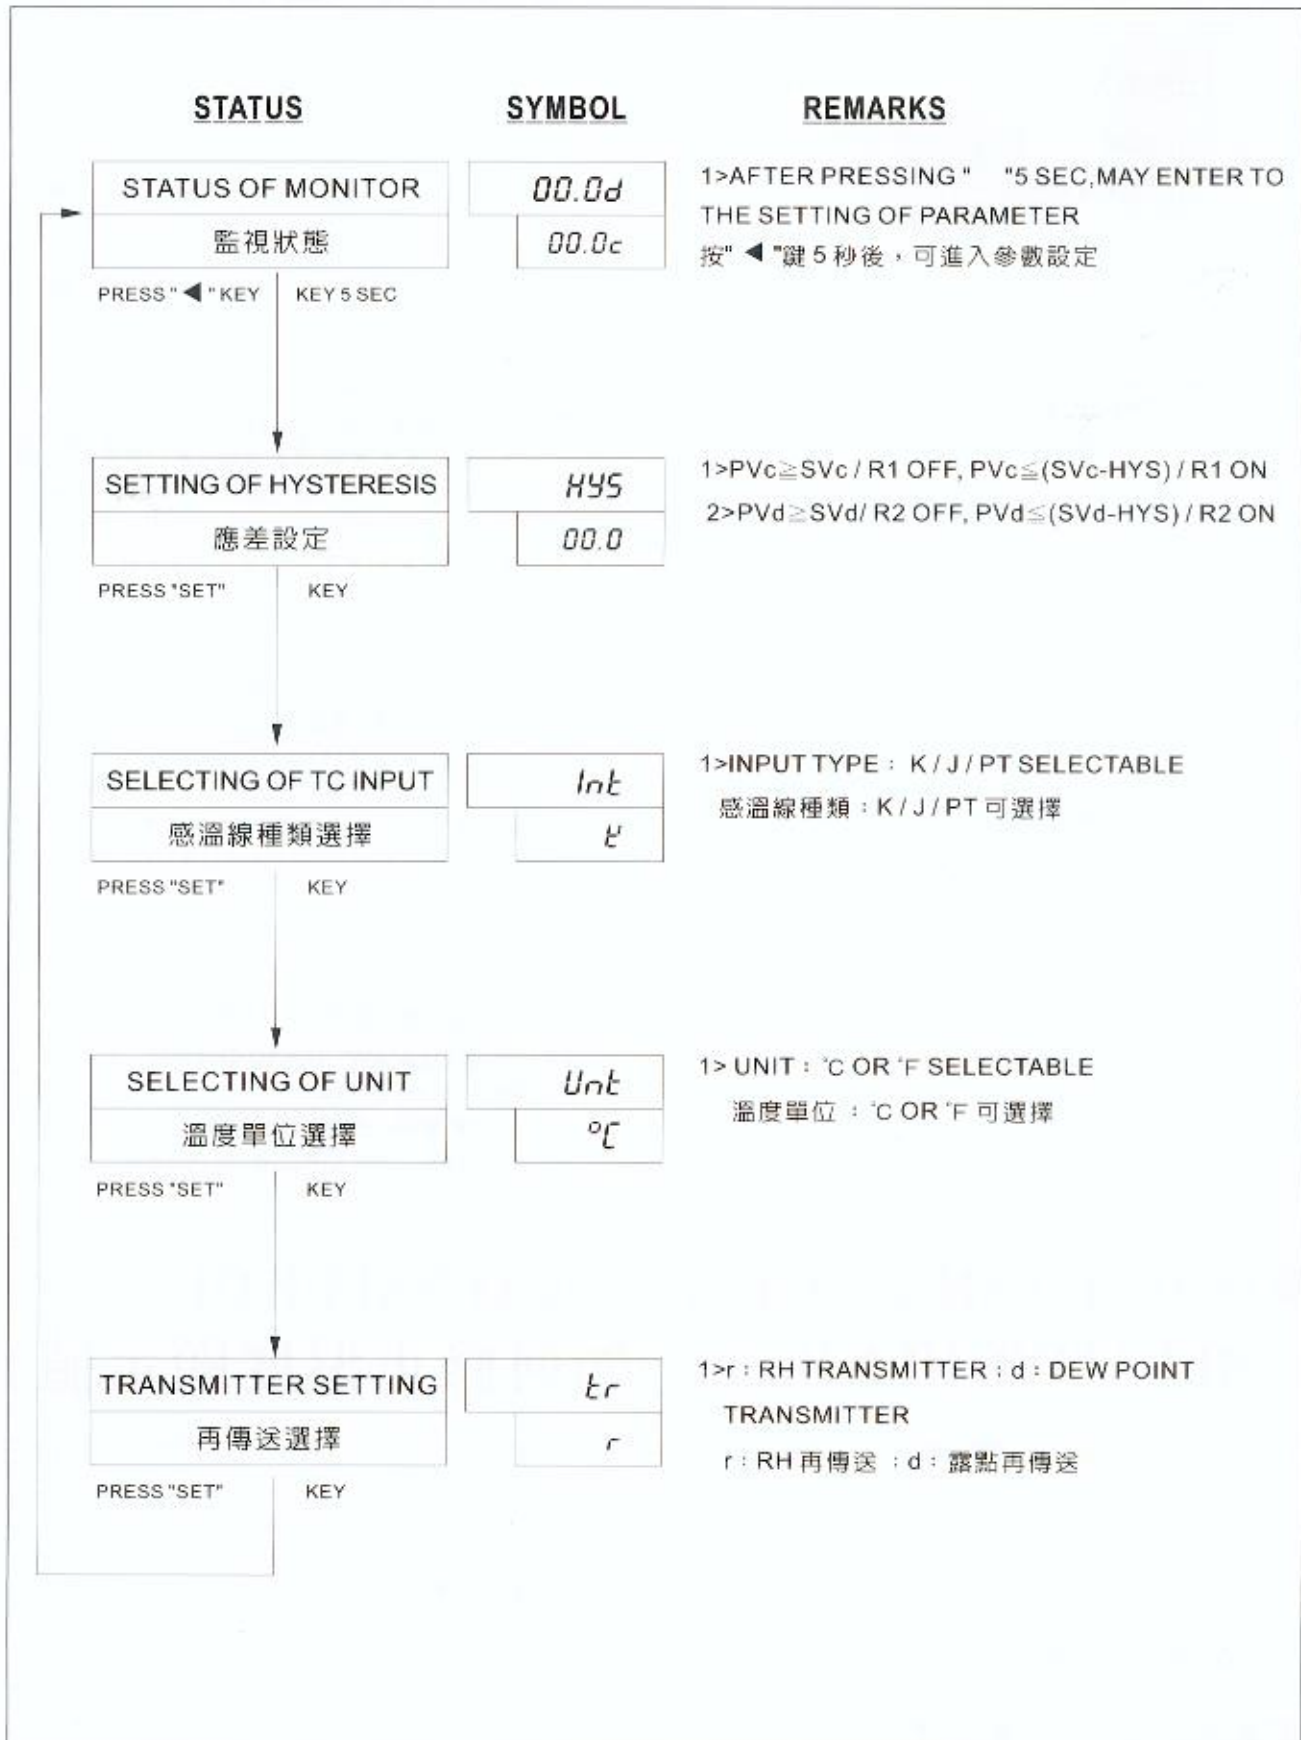 STATUS SYMBOL REMARKS
STATUS OF MONITOR
監視狀態
00.0d
00.0c
1>AFTER PRESSING " "5 SEC,MAY ENTER TO
THE SETTING OF PARAMETER
按" ◀ "鍵 5 秒後，可進入參數設定
PRESS " ◀ " KEY KEY 5 SEC
SETTING OF HYSTERESIS
應差設定
HYS
00.0
1>PVc≧SVc / R1 OFF, PVc≦(SVc-HYS) / R1 ON
2>PVd≧SVd/ R2 OFF, PVd≦(SVd-HYS) / R2 ON
PRESS "SET" KEY
SELECTING OF TC INPUT
感溫線種類選擇
Int
K
1>INPUT TYPE : K / J / PT SELECTABLE
感溫線種類 : K / J / PT 可選擇
PRESS "SET" KEY
SELECTING OF UNIT
溫度單位選擇
Unt
°C
1> UNIT : ℃ OR ℉ SELECTABLE
溫度單位 : ℃ OR ℉ 可選擇
PRESS "SET" KEY
TRANSMITTER SETTING
再傳送選擇
tr
r
1>r : RH TRANSMITTER ; d : DEW POINT
TRANSMITTER
r : RH 再傳送 ; d : 露點再傳送
PRESS "SET" KEY